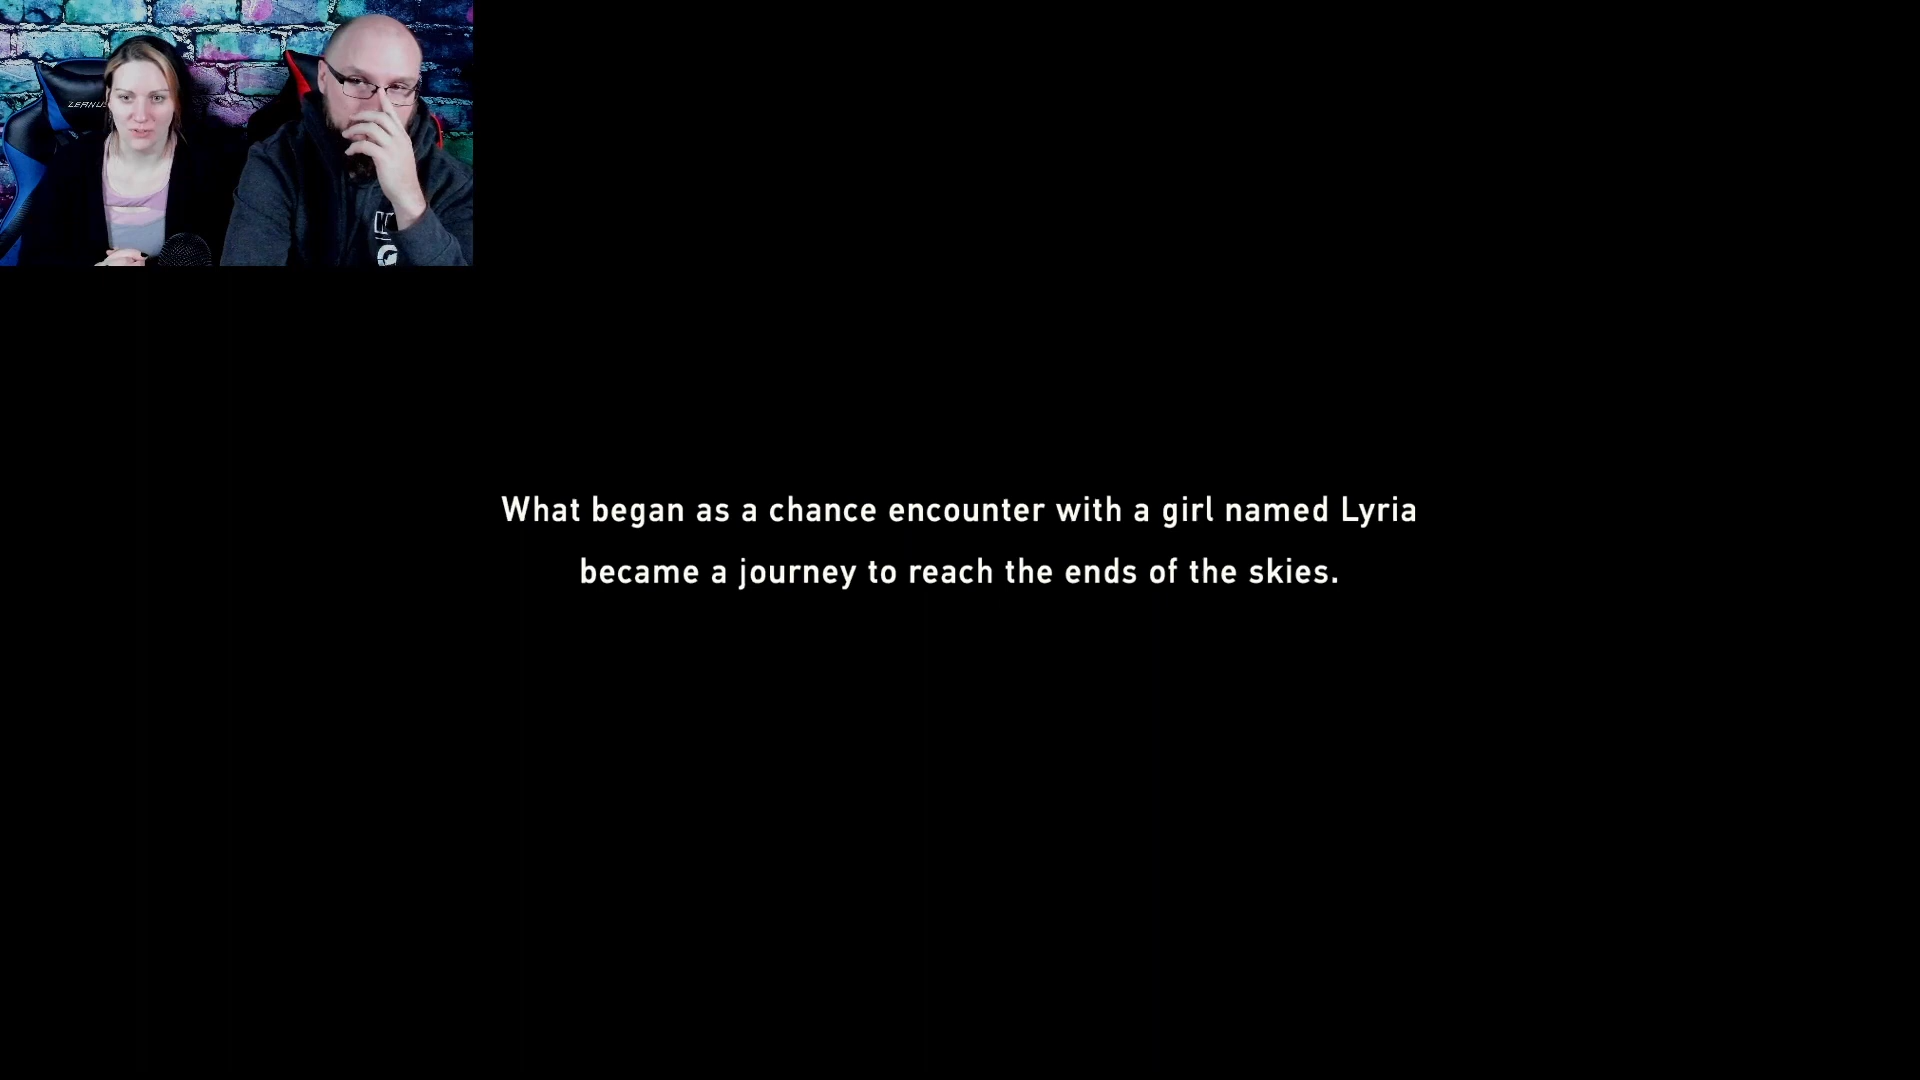 What began as a chance encounter with a girl named Lyria
became a journey to reach the ends of the skies.